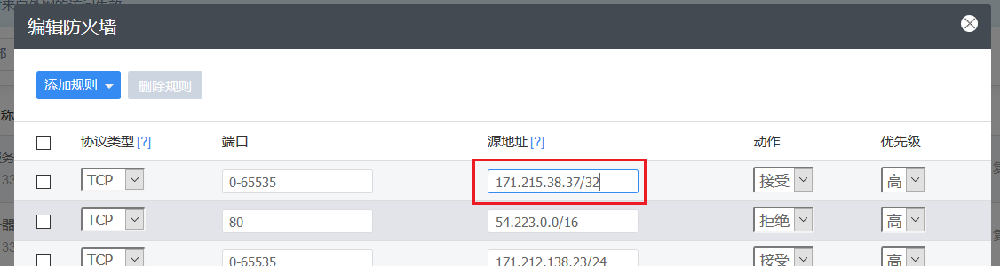 编辑防火墙
添加规则 删除规则
协议类型 [?] 端口 源地址 [?] 动作 优先级
TCP 0-65535 171.215.38.37/32 接受 高
TCP 80 54.223.0.0/16 拒绝 高
TCP 0-65535 171.212.138.23/24 接受 高